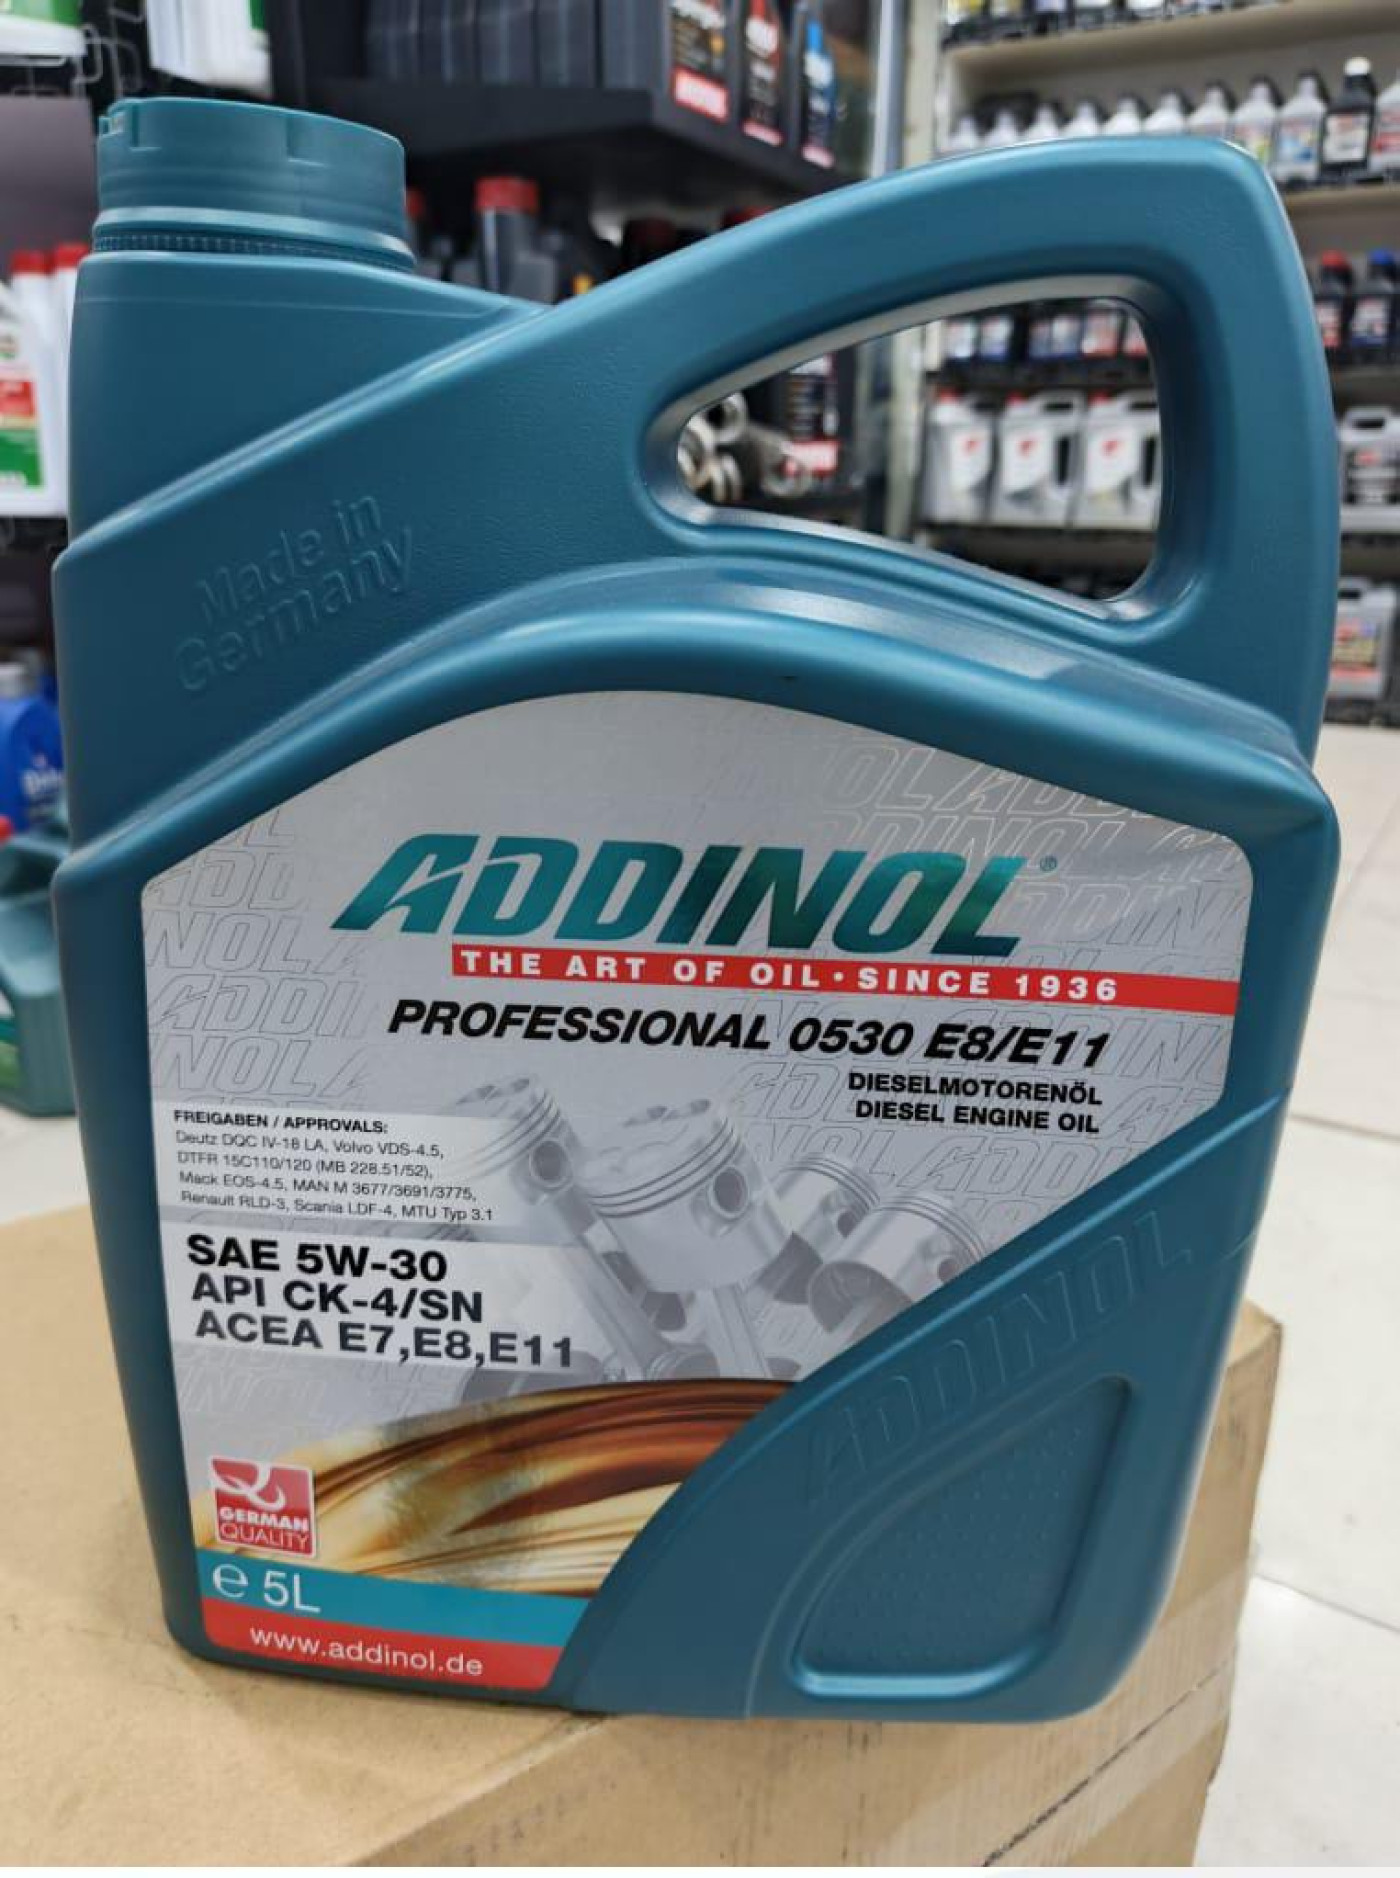 Made in
Germany
ADDINOL®
THE ART OF OIL · SINCE 1936
PROFESSIONAL 0530 E8/E11
DIESELMOTORENÖL
DIESEL ENGINE OIL
FREIGABEN / APPROVALS:
Deutz DQC IV-18 LA, Volvo VDS-4.5,
DTFR 15C110/120 (MB 228.51/52),
Mack EOS-4.5, MAN M 3677/3691/3775,
Renault RLD-3, Scania LDF-4, MTU Typ 3.1
SAE 5W-30
API CK-4/SN
ACEA E7,E8,E11
ADDINOL
GERMAN
QUALITY
e 5L
www.addinol.de